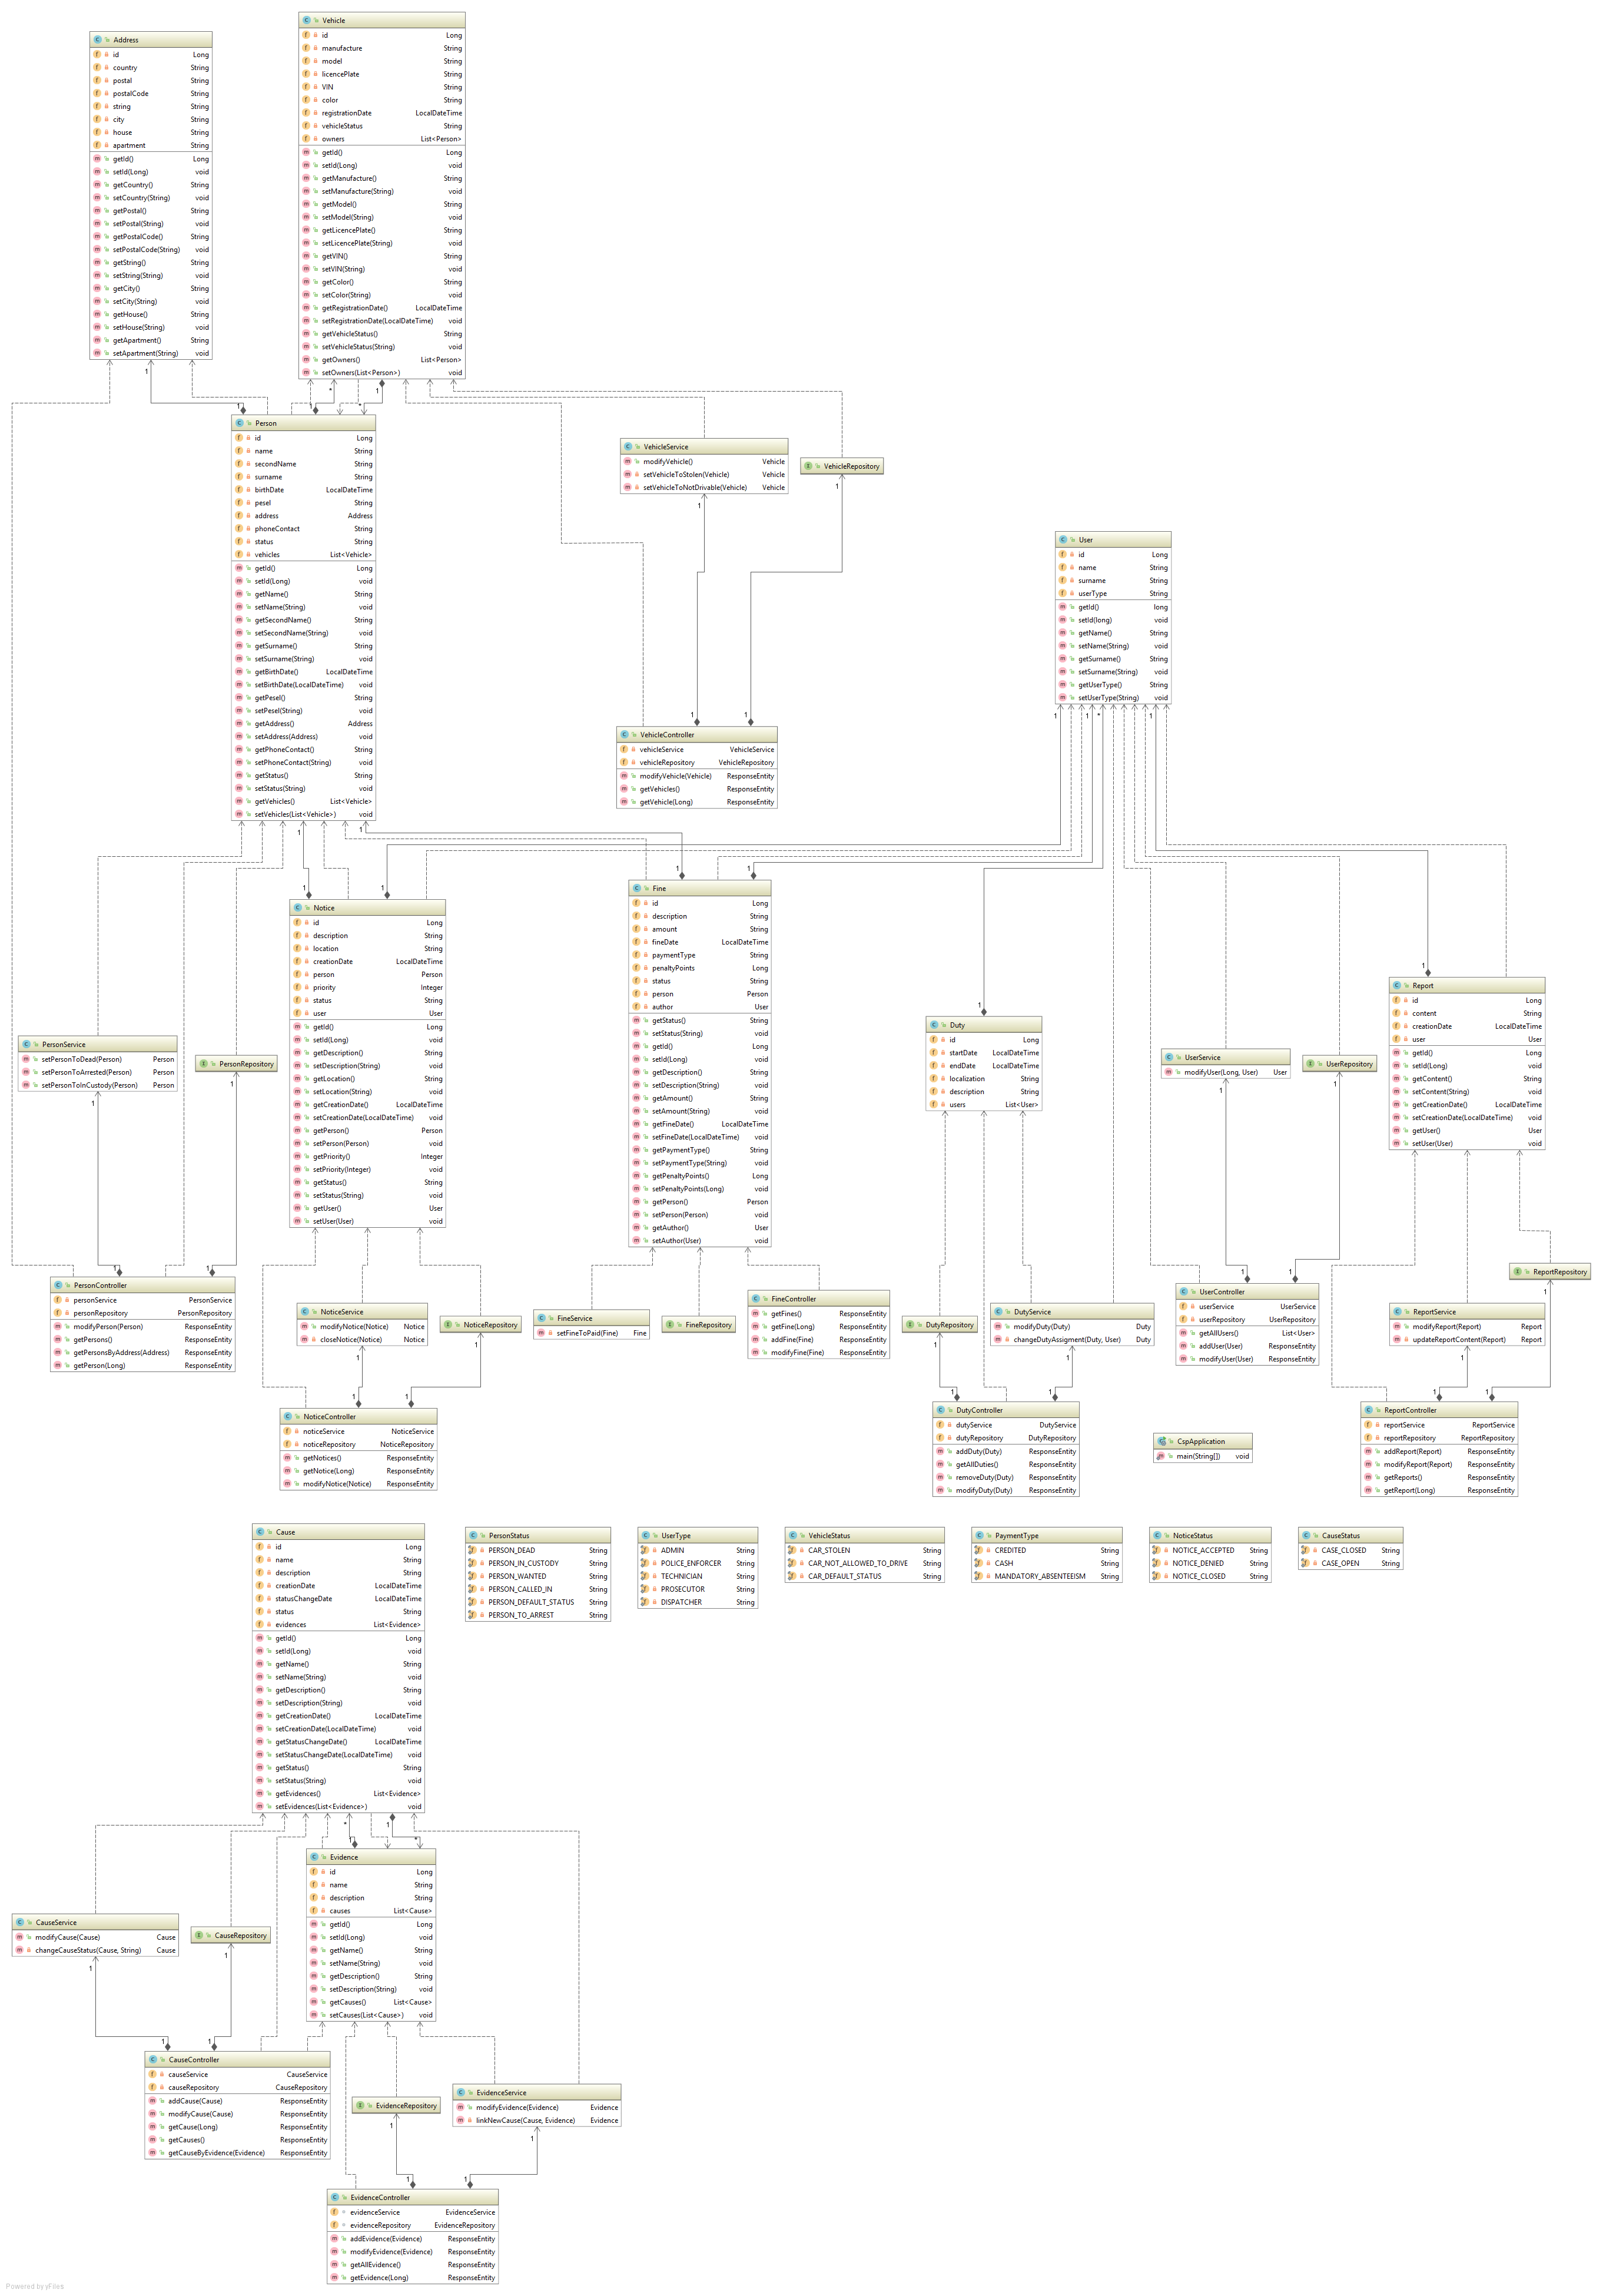 Address
id Long
country String
postal String
postalCode String
string String
city String
house String
apartment String
getId() Long
setId(Long) void
getCountry() String
setCountry(String) void
getPostal() String
setPostal(String) void
getPostalCode() String
setPostalCode(String) void
getString() String
setString(String) void
getCity() String
setCity(String) void
getHouse() String
setHouse(String) void
getApartment() String
setApartment(String) void
Vehicle
id Long
manufacture String
model String
licencePlate String
VIN String
color String
registrationDate LocalDateTime
vehicleStatus String
owners List<Person>
getId() Long
setId(Long) void
getManufacture() String
setManufacture(String) void
getModel() String
setModel(String) void
getLicencePlate() String
setLicencePlate(String) void
getVIN() String
setVIN(String) void
getColor() String
setColor(String) void
getRegistrationDate() LocalDateTime
setRegistrationDate(LocalDateTime) void
getVehicleStatus() String
setVehicleStatus(String) void
getOwners() List<Person>
setOwners(List<Person>) void
Person
id Long
name String
secondName String
surname String
birthDate LocalDateTime
pesel String
address Address
phoneContact String
status String
vehicles List<Vehicle>
getId() Long
setId(Long) void
getName() String
setName(String) void
getSecondName() String
setSecondName(String) void
getSurname() String
setSurname(String) void
getBirthDate() LocalDateTime
setBirthDate(LocalDateTime) void
getPesel() String
setPesel(String) void
getAddress() Address
setAddress(Address) void
getPhoneContact() String
setPhoneContact(String) void
getStatus() String
setStatus(String) void
getVehicles() List<Vehicle>
setVehicles(List<Vehicle>) void
VehicleService
modifyVehicle() Vehicle
setVehicleToStolen(Vehicle) Vehicle
setVehicleToNotDrivable(Vehicle) Vehicle
VehicleRepository
User
id Long
name String
surname String
userType String
getId() long
setId(long) void
getName() String
setName(String) void
getSurname() String
setSurname(String) void
getUserType() String
setUserType(String) void
VehicleController
vehicleService VehicleService
vehicleRepository VehicleRepository
modifyVehicle(Vehicle) ResponseEntity
getVehicles() ResponseEntity
getVehicle(Long) ResponseEntity
Notice
id Long
description String
location String
creationDate LocalDateTime
person Person
priority Integer
status String
user User
getId() Long
setId(Long) void
getDescription() String
setDescription(String) void
getLocation() String
setLocation(String) void
getCreationDate() LocalDateTime
setCreationDate(LocalDateTime) void
getPerson() Person
setPerson(Person) void
getPriority() Integer
setPriority(Integer) void
getStatus() String
setStatus(String) void
getUser() User
setUser(User) void
Fine
id Long
description String
amount String
fineDate LocalDateTime
paymentType String
penaltyPoints Long
status String
person Person
author User
getStatus() String
setStatus(String) void
getId() Long
setId(Long) void
getDescription() String
setDescription(String) void
getAmount() String
setAmount(String) void
getFineDate() LocalDateTime
setFineDate(LocalDateTime) void
getPaymentType() String
setPaymentType(String) void
getPenaltyPoints() Long
setPenaltyPoints(Long) void
getPerson() Person
setPerson(Person) void
getAuthor() User
setAuthor(User) void
Duty
id Long
startDate LocalDateTime
endDate LocalDateTime
localization String
description String
users List<User>
Report
id Long
content String
creationDate LocalDateTime
user User
getId() Long
setId(Long) void
getContent() String
setContent(String) void
getCreationDate() LocalDateTime
setCreationDate(LocalDateTime) void
getUser() User
setUser(User) void
PersonService
setPersonToDead(Person) Person
setPersonToArrested(Person) Person
setPersonToInCustody(Person) Person
PersonRepository
UserService
modifyUser(Long, User) User
UserRepository
PersonController
personService PersonService
personRepository PersonRepository
modifyPerson(Person) ResponseEntity
getPersons() ResponseEntity
getPersonsByAddress(Address) ResponseEntity
getPerson(Long) ResponseEntity
NoticeService
modifyNotice(Notice) Notice
closeNotice(Notice) Notice
NoticeRepository
FineService
setFineToPaid(Fine) Fine
FineRepository
FineController
getFines() ResponseEntity
getFine(Long) ResponseEntity
addFine(Fine) ResponseEntity
modifyFine(Fine) ResponseEntity
DutyRepository
DutyService
modifyDuty(Duty) Duty
changeDutyAssigment(Duty, User) Duty
UserController
userService UserService
userRepository UserRepository
getAllUsers() List<User>
addUser(User) ResponseEntity
modifyUser(User) ResponseEntity
ReportRepository
ReportService
modifyReport(Report) Report
updateReportContent(Report) Report
NoticeController
noticeService NoticeService
noticeRepository NoticeRepository
getNotices() ResponseEntity
getNotice(Long) ResponseEntity
modifyNotice(Notice) ResponseEntity
DutyController
dutyService DutyService
dutyRepository DutyRepository
addDuty(Duty) ResponseEntity
getAllDuties() ResponseEntity
removeDuty(Duty) ResponseEntity
modifyDuty(Duty) ResponseEntity
CspApplication
main(String[]) void
ReportController
reportService ReportService
reportRepository ReportRepository
addReport(Report) ResponseEntity
modifyReport(Report) ResponseEntity
getReports() ResponseEntity
getReport(Long) ResponseEntity
Cause
id Long
name String
description String
creationDate LocalDateTime
statusChangeDate LocalDateTime
status String
evidences List<Evidence>
getId() Long
setId(Long) void
getName() String
setName(String) void
getDescription() String
setDescription(String) void
getCreationDate() LocalDateTime
setCreationDate(LocalDateTime) void
getStatusChangeDate() LocalDateTime
setStatusChangeDate(LocalDateTime) void
getStatus() String
setStatus(String) void
getEvidences() List<Evidence>
setEvidences(List<Evidence>) void
PersonStatus
PERSON_DEAD String
PERSON_IN_CUSTODY String
PERSON_WANTED String
PERSON_CALLED_IN String
PERSON_DEFAULT_STATUS String
PERSON_TO_ARREST String
UserType
ADMIN String
POLICE_ENFORCER String
TECHNICIAN String
PROSECUTOR String
DISPATCHER String
VehicleStatus
CAR_STOLEN String
CAR_NOT_ALLOWED_TO_DRIVE String
CAR_DEFAULT_STATUS String
PaymentType
CREDITED String
CASH String
MANDATORY_ABSENTEEISM String
NoticeStatus
NOTICE_ACCEPTED String
NOTICE_DENIED String
NOTICE_CLOSED String
CauseStatus
CASE_CLOSED String
CASE_OPEN String
Evidence
id Long
name String
description String
causes List<Cause>
getId() Long
setId(Long) void
getName() String
setName(String) void
getDescription() String
setDescription(String) void
getCauses() List<Cause>
setCauses(List<Cause>) void
CauseService
modifyCause(Cause) Cause
changeCauseStatus(Cause, String) Cause
CauseRepository
CauseController
causeService CauseService
causeRepository CauseRepository
addCause(Cause) ResponseEntity
modifyCause(Cause) ResponseEntity
getCause(Long) ResponseEntity
getCauses() ResponseEntity
getCauseByEvidence(Evidence) ResponseEntity
EvidenceRepository
EvidenceService
modifyEvidence(Evidence) Evidence
linkNewCause(Cause, Evidence) Evidence
EvidenceController
evidenceService EvidenceService
evidenceRepository EvidenceRepository
addEvidence(Evidence) ResponseEntity
modifyEvidence(Evidence) ResponseEntity
getAllEvidence() ResponseEntity
getEvidence(Long) ResponseEntity
Powered by yFiles